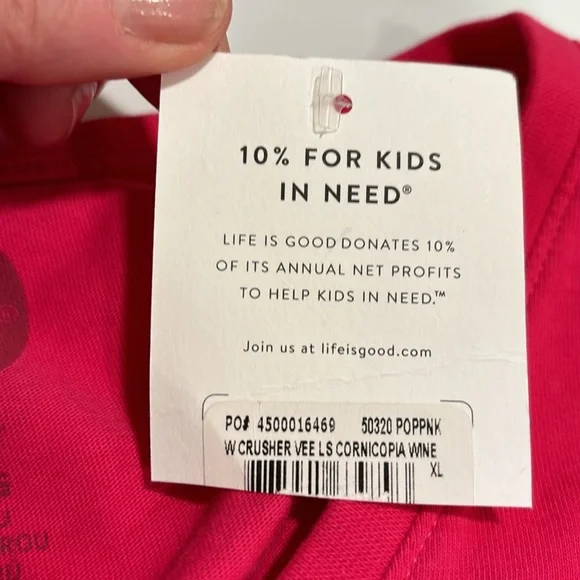 10% FOR KIDS
IN NEED®
LIFE IS GOOD DONATES 10%
OF ITS ANNUAL NET PROFITS
TO HELP KIDS IN NEED.™
Join us at lifeisgood.com
PO# 4500016469 50320 POPPNK
W CRUSHER VEE LS CORNICOPIA WINE
XL
ROU